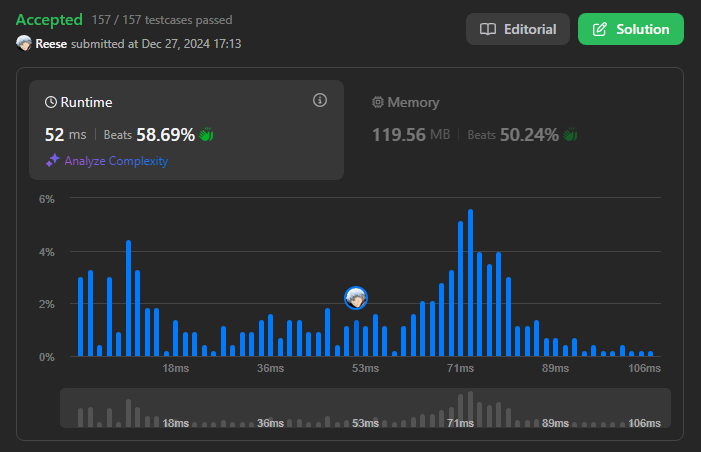 Accepted 157 / 157 testcases passed
Reese submitted at Dec 27, 2024 17:13
Editorial
Solution
Runtime
52 ms | Beats 58.69%
Analyze Complexity
Memory
119.56 MB | Beats 50.24%
6%
4%
2%
0%
18ms 36ms 53ms 71ms 89ms 106ms
18ms 36ms 53ms 71ms 89ms 106ms